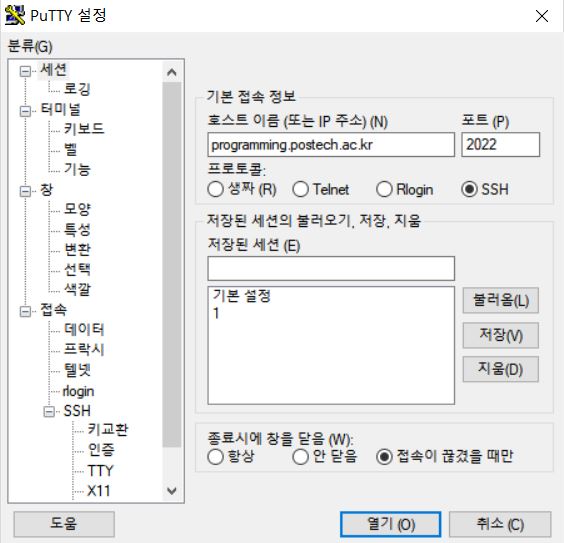 PuTTY 설정
분류(G)
세션
로깅
터미널
키보드
벨
기능
창
모양
특성
변환
선택
색깔
접속
데이터
프락시
텔넷
rlogin
SSH
키교환
인증
TTY
X11
기본 접속 정보
호스트 이름 (또는 IP 주소) (N) 포트 (P)
programming.postech.ac.kr 2022
프로토콜:
생짜 (R) Telnet Rlogin SSH
저장된 세션의 불러오기, 저장, 지움
저장된 세션 (E)
기본 설정
1
불러옴(L)
저장(V)
지움(D)
종료시에 창을 닫음 (W):
항상 안 닫음 접속이 끊겼을 때만
도움 열기 (O) 취소 (C)